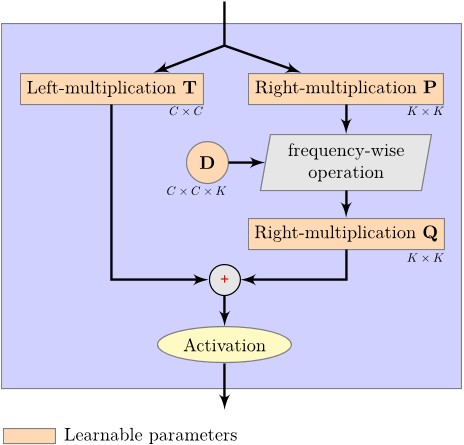 Left-multiplication T
C × C
Right-multiplication P
K × K
D
C × C × K
frequency-wise
operation
Right-multiplication Q
K × K
+
Activation
Learnable parameters